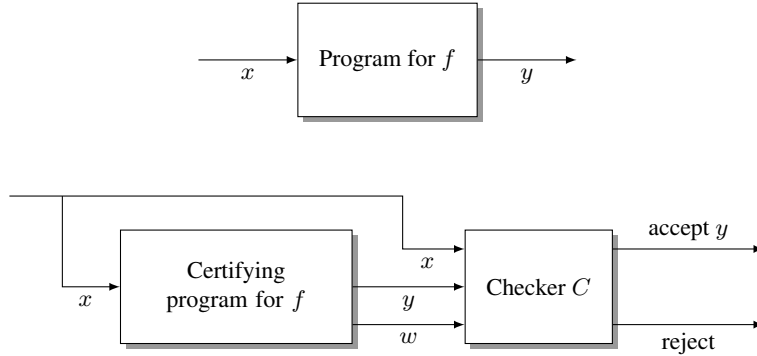 Program for f
x
y
accept y
x
Certifying
program for f
x
y
Checker C
w
reject